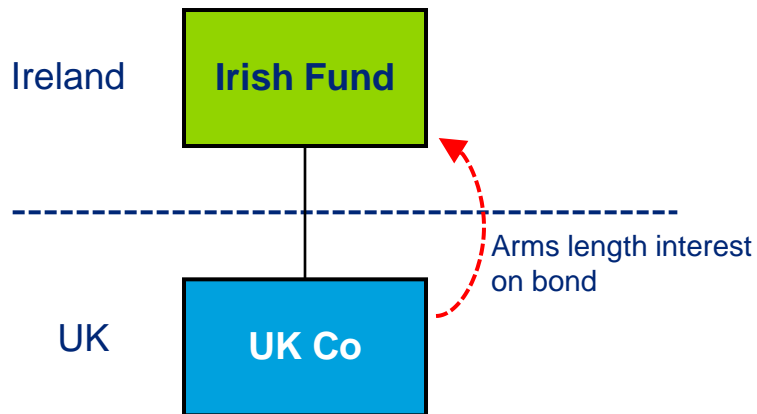 Ireland
Irish Fund
Arms length interest
on bond
UK
UK Co